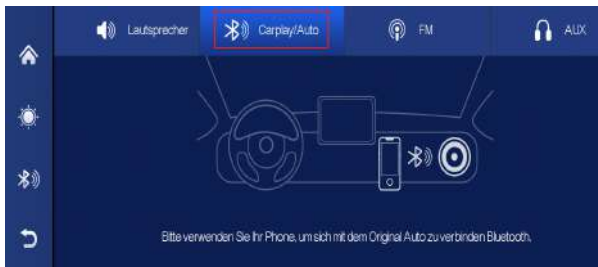 Lautsprecher
Carplay/Auto
FM
AUX
Bitte verwenden Sie Ihr Phone, um sich mit dem Original Auto zu verbinden Bluetooth.